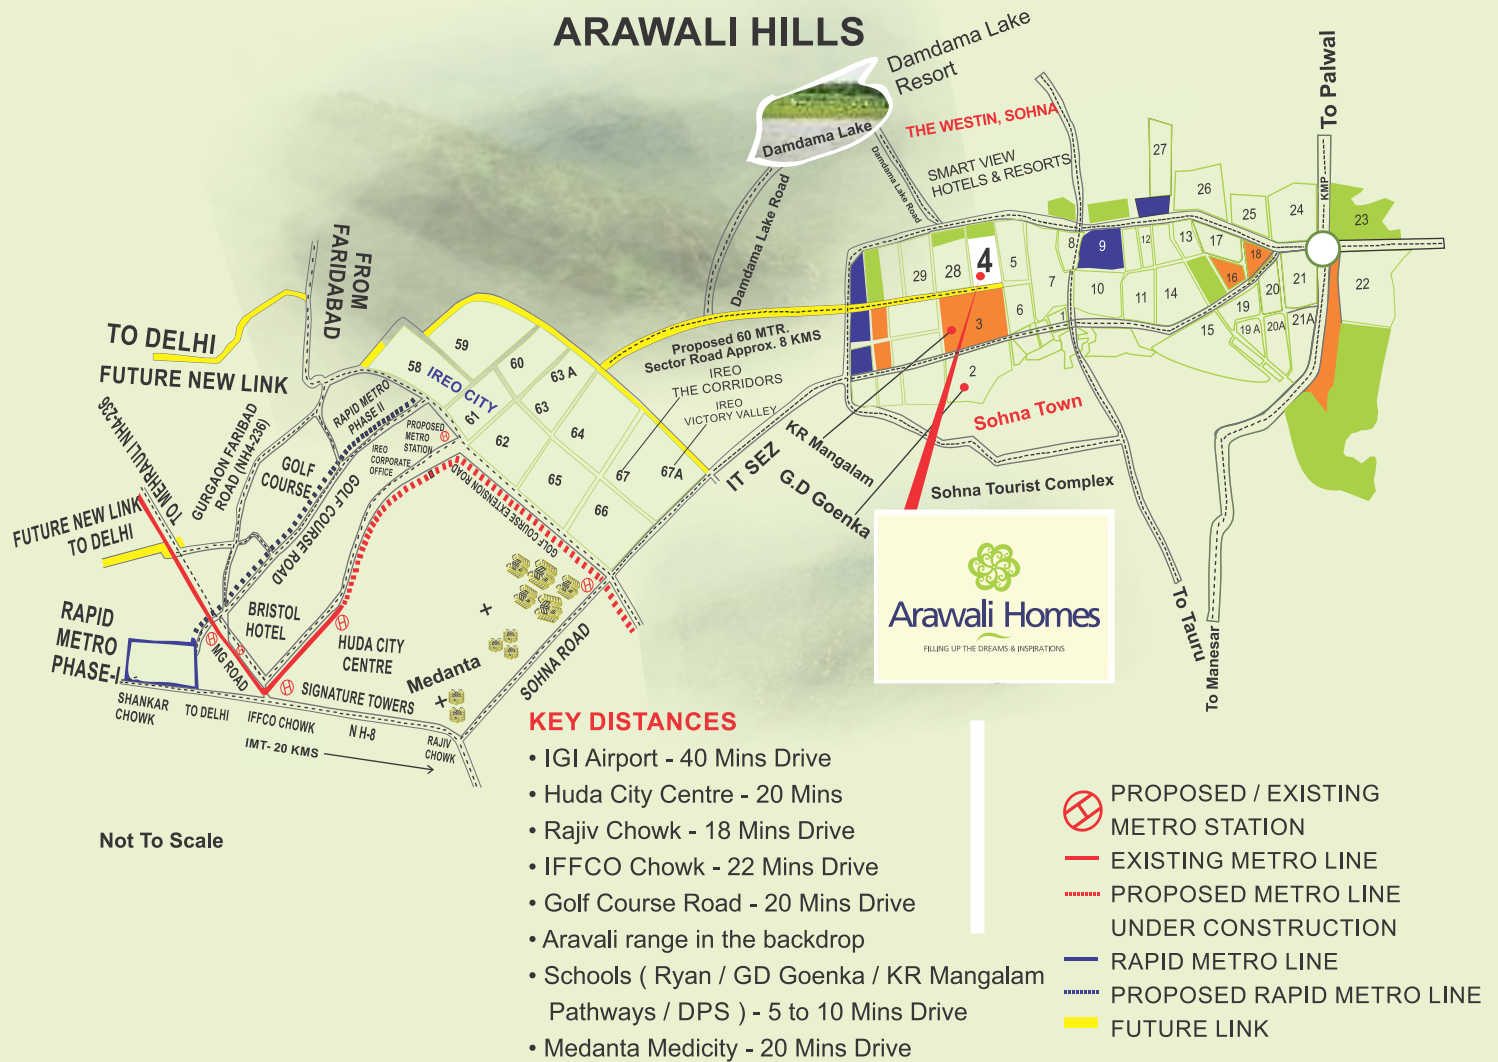 ARAWALI HILLS
Damdama Lake
Resort
Damdama Lake
THE WESTIN, SOHNA
SMART VIEW
HOTELS & RESORTS
Damdama Lake Road
Damdama Lake Road
To Palwal
KMP
27
26
25
24
23
22
29
28
4
5
6
7
8
9
10
11
12
13
14
15
16
17
18
19
19 A
20
20A
21
21A
1
2
3
FROM
FARIDABAD
TO DELHI
FUTURE NEW LINK
TOMEHRAULI NH4-236
GURGAON FARIBAD
ROAD (NH4-236)
FUTURE NEW LINK
TO DELHI
RAPID METRO
PHASE II
PROPOSED
METRO
STATION
IREO
CORPORATE
OFFICE
GOLF
COURSE
GOLF COURSE ROAD
GOLF COURSE EXTENSION ROAD
58
59
60
61
62
63
63 A
64
65
66
67
67A
IREO CITY
Proposed 60 MTR.
Sector Road Approx. 8 KMS
IREO
THE CORRIDORS
IREO
VICTORY VALLEY
IT SEZ
KR Mangalam
G.D Goenka
Sohna Town
Sohna Tourist Complex
To Tauru
To Manesar
Arawali Homes
FILLING UP THE DREAMS & INSPIRATIONS
RAPID
METRO
PHASE-I
BRISTOL
HOTEL
HUDA CITY
CENTRE
MG ROAD
SIGNATURE TOWERS
Medanta
SOHNA ROAD
SHANKAR
CHOWK
TO DELHI
IFFCO CHOWK
N H-8
RAJIV
CHOWK
IMT- 20 KMS
Not To Scale
KEY DISTANCES
• IGI Airport - 40 Mins Drive
• Huda City Centre - 20 Mins
• Rajiv Chowk - 18 Mins Drive
• IFFCO Chowk - 22 Mins Drive
• Golf Course Road - 20 Mins Drive
• Aravali range in the backdrop
• Schools ( Ryan / GD Goenka / KR Mangalam
Pathways / DPS ) - 5 to 10 Mins Drive
• Medanta Medicity - 20 Mins Drive
PROPOSED / EXISTING
METRO STATION
EXISTING METRO LINE
PROPOSED METRO LINE
UNDER CONSTRUCTION
RAPID METRO LINE
PROPOSED RAPID METRO LINE
FUTURE LINK